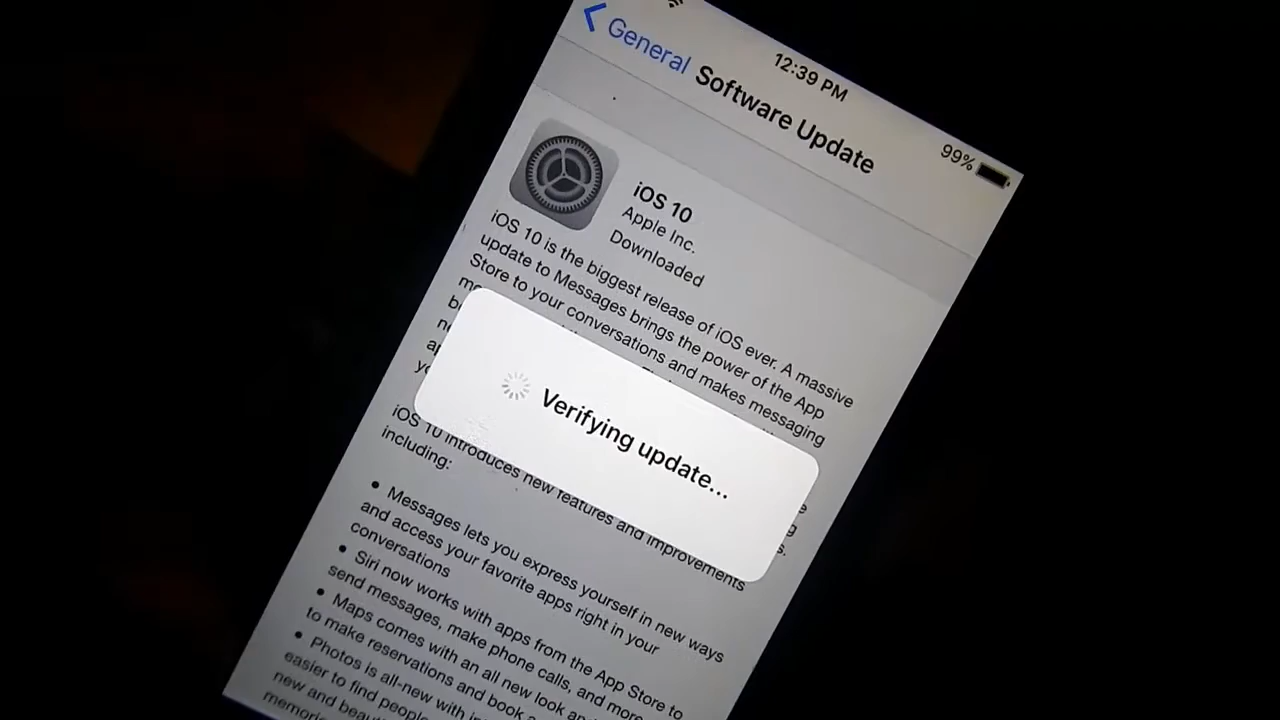 General
12:39 PM
Software Update
99%
iOS 10
Apple Inc.
Downloaded
iOS 10 is the biggest release of iOS ever. A massive
update to Messages brings the power of the App
Store to your conversations and makes messaging
Verifying update...
iOS 10 introduces new features and improvements
including:
• Messages lets you express yourself in new ways
and access your favorite apps right in your
conversations
• Siri now works with apps from the App Store to
send messages, make phone calls, and more
• Maps comes with an all new look and
to make reservations and book
• Photos is all-new with
easier to find people
new and